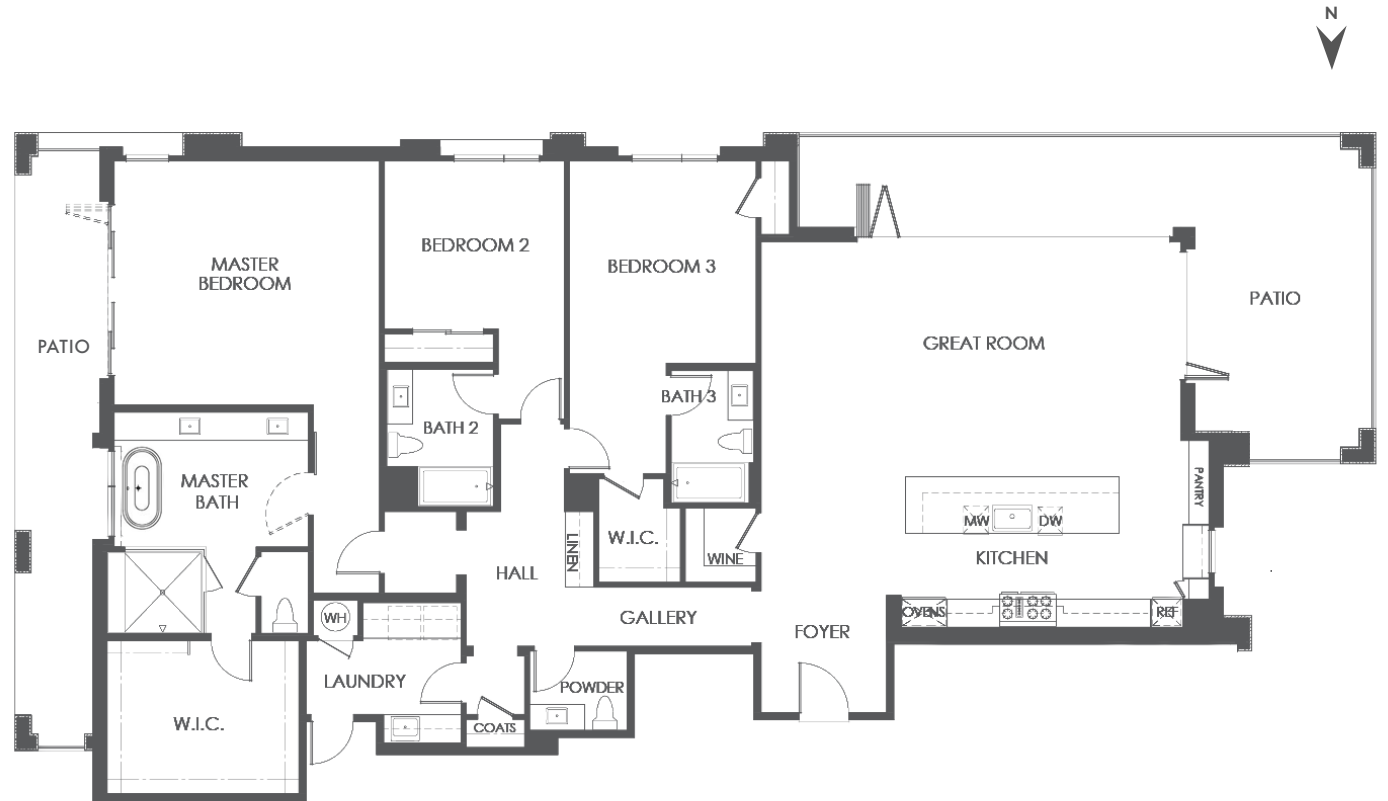 N
MASTER
BEDROOM
BEDROOM 2
BEDROOM 3
PATIO
GREAT ROOM
PATIO
BATH 3
BATH 2
MASTER
BATH
PANTRY
MW
DW
KITCHEN
LINEN
W.I.C.
WINE
HALL
WH
GALLERY
FOYER
OVENS
REF
LAUNDRY
POWDER
W.I.C.
COATS